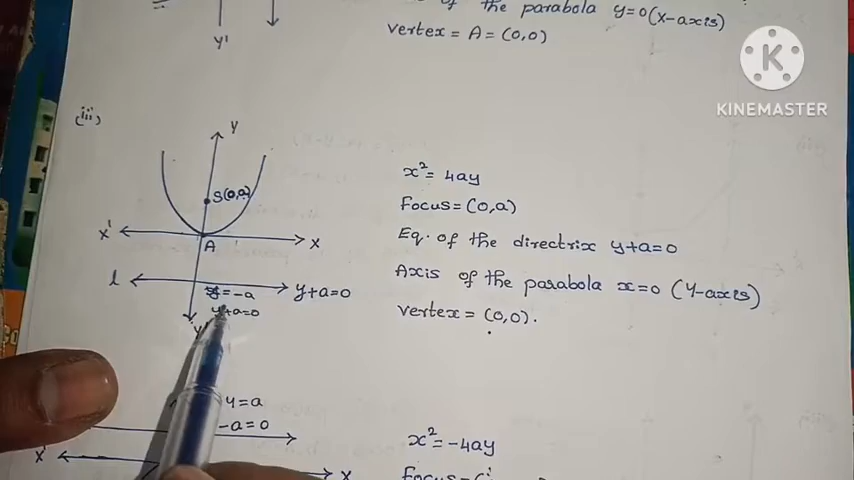 of the parabola y=0 (x-axis)
y'
vertex = A = (0,0)
KINEMASTER
(iii)
y
x² = 4ay
S(0,a)
Focus = (0,a)
x'
x
A
Eq. of the directrix y+a=0
l
y+a=0
Axis of the parabola x=0 (Y-axis)
y = -a
y+a=0
vertex = (0,0).
y = a
-a = 0
x² = -4ay
x'
x